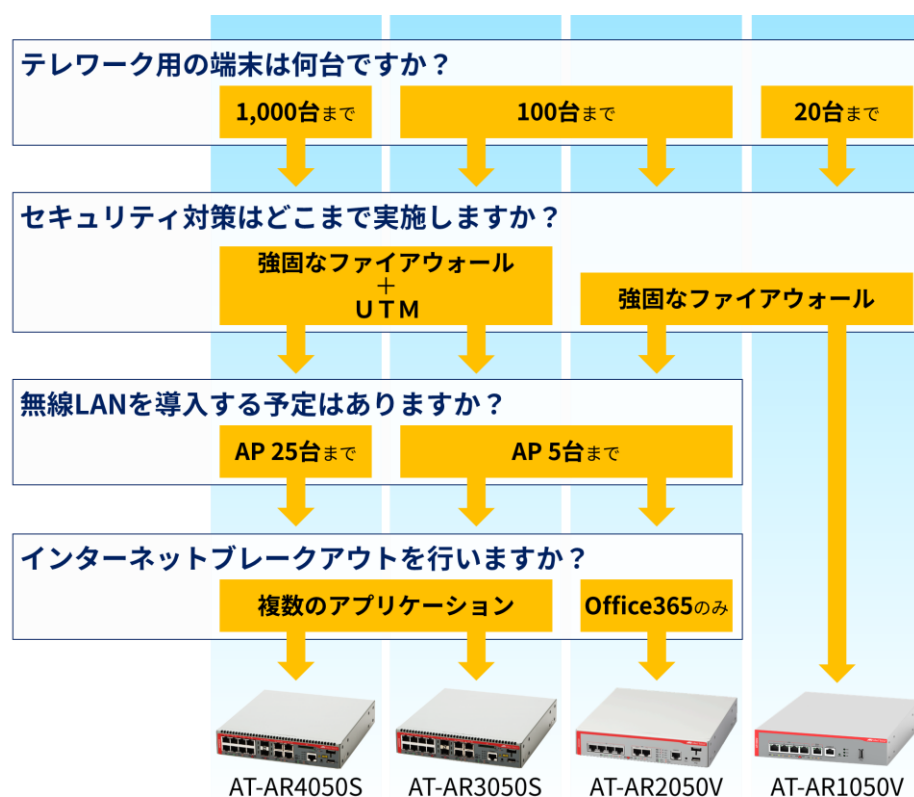 テレワーク用の端末は何台ですか？
1,000台まで
100台まで
20台まで
セキュリティ対策はどこまで実施しますか？
強固なファイアウォール
＋
ＵＴＭ
強固なファイアウォール
無線LANを導入する予定はありますか？
AP 25台まで
AP 5台まで
インターネットブレークアウトを行いますか？
複数のアプリケーション
Office365のみ
AT-AR4050S
AT-AR3050S
AT-AR2050V
AT-AR1050V